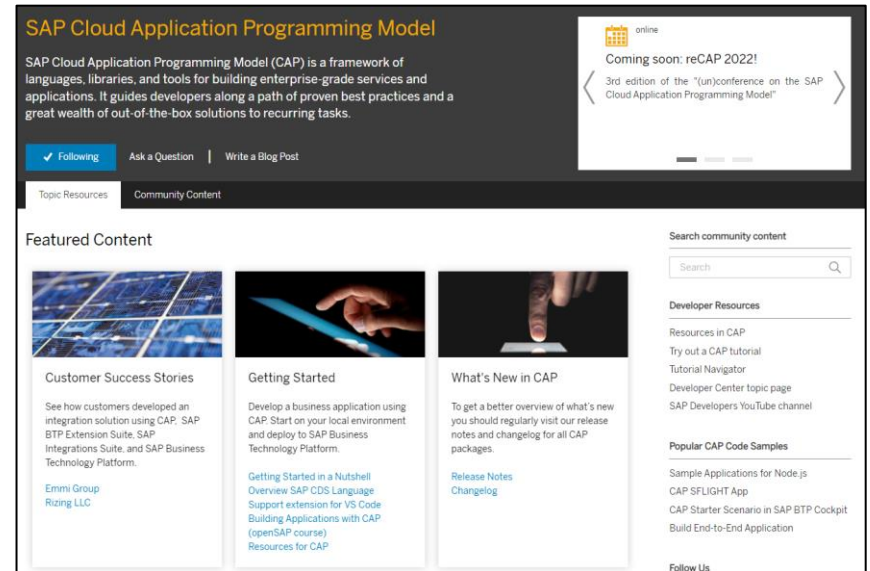 SAP Cloud Application Programming Model
SAP Cloud Application Programming Model (CAP) is a framework of
languages, libraries, and tools for building enterprise-grade services and
applications. It guides developers along a path of proven best practices and a
great wealth of out-of-the-box solutions to recurring tasks.
Following
Ask a Question
Write a Blog Post
online
Coming soon: reCAP 2022!
3rd edition of the "(un)conference on the SAP
Cloud Application Programming Model"
Topic Resources
Community Content
Featured Content
Customer Success Stories
See how customers developed an
integration solution using CAP, SAP
BTP Extension Suite, SAP
Integrations Suite, and SAP Business
Technology Platform.
Emmi Group
Rizing LLC
Getting Started
Develop a business application using
CAP. Start on your local environment
and deploy to SAP Business
Technology Platform.
Getting Started in a Nutshell
Overview SAP CDS Language
Support extension for VS Code
Building Applications with CAP
(openSAP course)
Resources for CAP
What's New in CAP
To get a better overview of what's new
you should regularly visit our release
notes and changelog for all CAP
packages.
Release Notes
Changelog
Search community content
Search
Developer Resources
Resources in CAP
Try out a CAP tutorial
Tutorial Navigator
Developer Center topic page
SAP Developers YouTube channel
Popular CAP Code Samples
Sample Applications for Node.js
CAP SFLIGHT App
CAP Starter Scenario in SAP BTP Cockpit
Build End-to-End Application
Follow Us